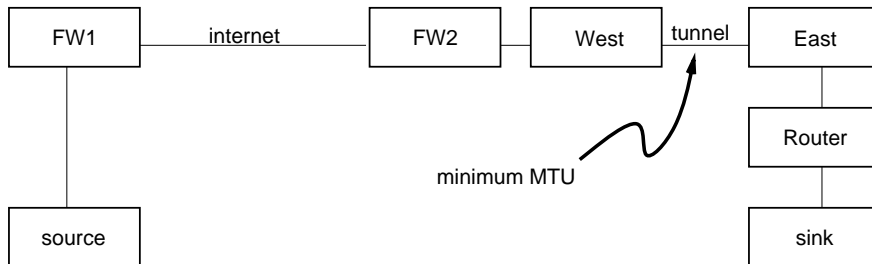 FW1
internet
FW2
West
tunnel
East
Router
minimum MTU
source
sink